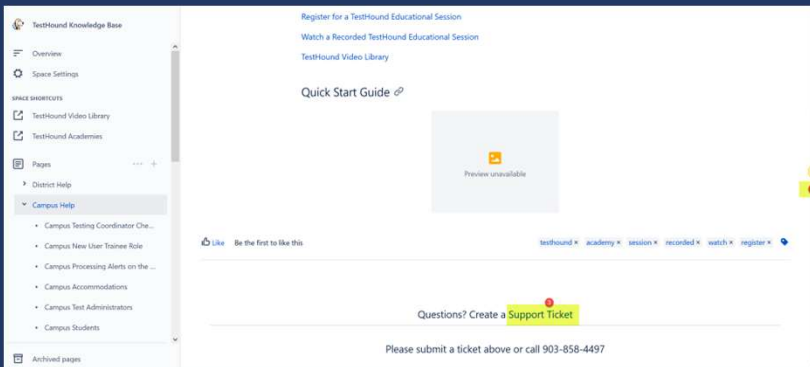 TestHound Knowledge Base
Overview
Space Settings
SPACE SHORTCUTS
TestHound Video Library
TestHound Academies
Pages
District Help
Campus Help
Campus Testing Coordinator Che...
Campus New User Trainee Role
Campus Processing Alerts on the ...
Campus Accommodations
Campus Test Administrators
Campus Students
Archived pages
Register for a TestHound Educational Session
Watch a Recorded TestHound Educational Session
TestHound Video Library
Quick Start Guide
Preview unavailable
Like Be the first to like this
testhound × academy × session × recorded × watch × register ×
Questions? Create a Support Ticket
Please submit a ticket above or call 903-858-4497